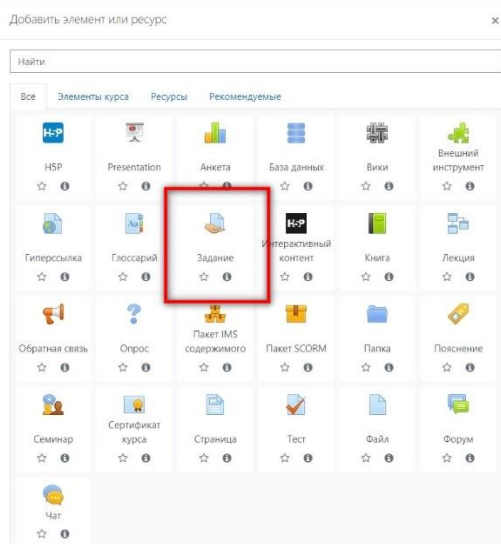 Добавить элемент или ресурс ×
Найти
Все Элементы курса Ресурсы Рекомендуемые
H5P Presentation Анкета База данных Вики Внешний
инструмент
Гиперссылка Глоссарий Задание Интерактивный
контент Книга Лекция
Обратная связь Опрос Пакет IMS
содержимого Пакет SCORM Папка Пояснение
Семинар Сертификат
курса Страница Тест Файл Форум
Чат